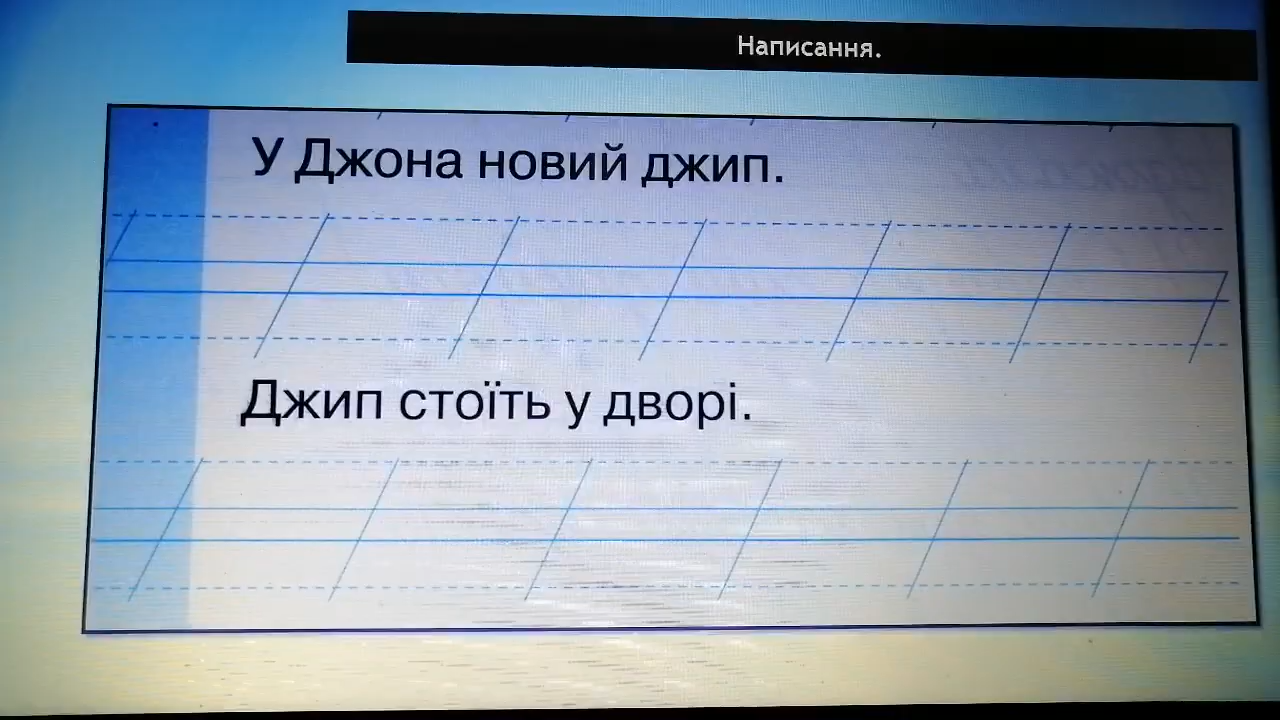 Написання.
У Джона новий джип.
Джип стоїть у дворі.